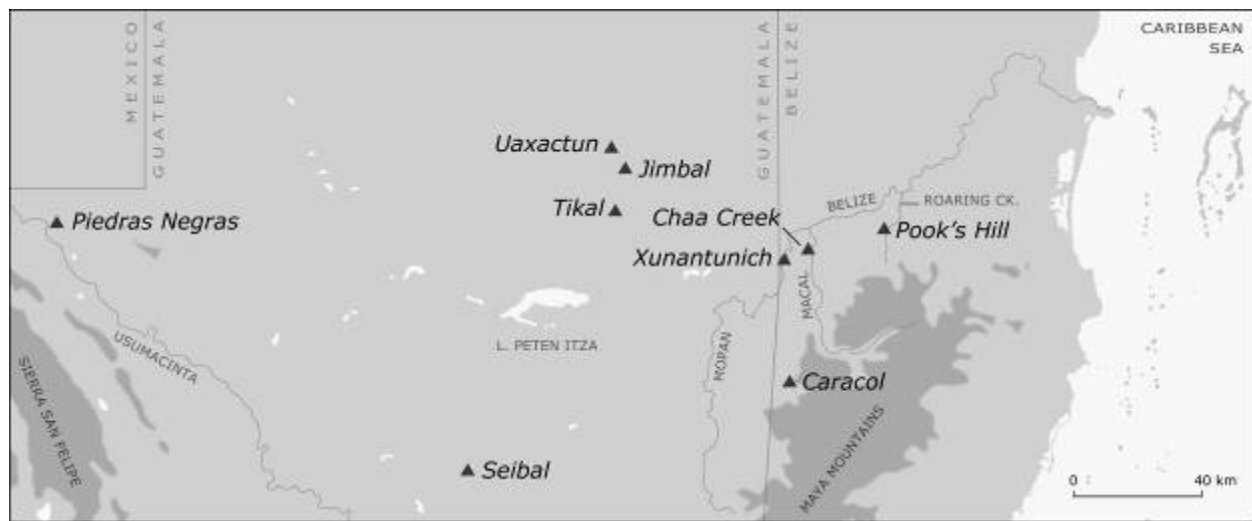 CARIBBEAN
SEA
MEXICO
GUATEMALA
GUATEMALA
BELIZE
Uaxactun
Jimbal
Tikal
BELIZE
ROARING CK.
Piedras Negras
Chaa Creek
Pook's Hill
Xunantunich
MACAL
L. PETEN ITZA
USUMACINTA
MOPAN
SIERRA SAN FELIPE
Caracol
MAYA MOUNTAINS
Seibal
0 40 km